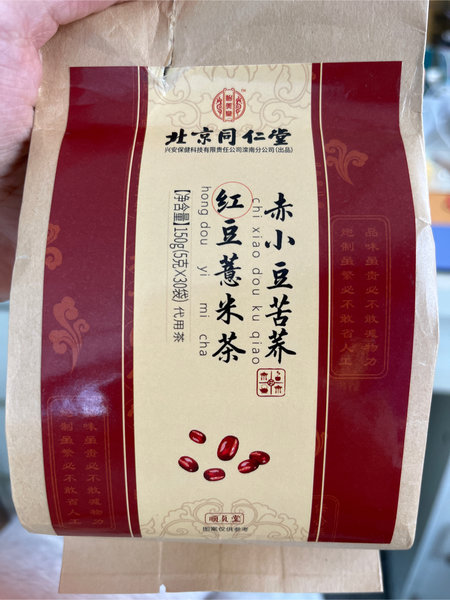 北京同仁堂
兴安保健科技有限责任公司滦南分公司(出品)
赤小豆苦荞
chi xiao dou ku qiao
红豆薏米茶
hong dou yi mi cha
【净含量】150g(5克×30袋) 代用茶
品味虽贵必不敢减物力
炮制虽繁必不敢省人工
味虽贵必不敢减物力
制虽繁必不敢省人工
顺贝堂
图案仅供参考